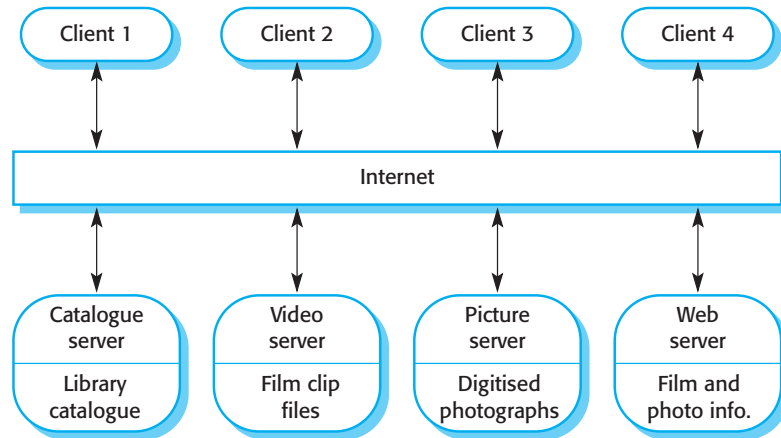 Client 1
Client 2
Client 3
Client 4
Internet
Catalogue
server
Library
catalogue
Video
server
Film clip
files
Picture
server
Digitised
photographs
Web
server
Film and
photo info.